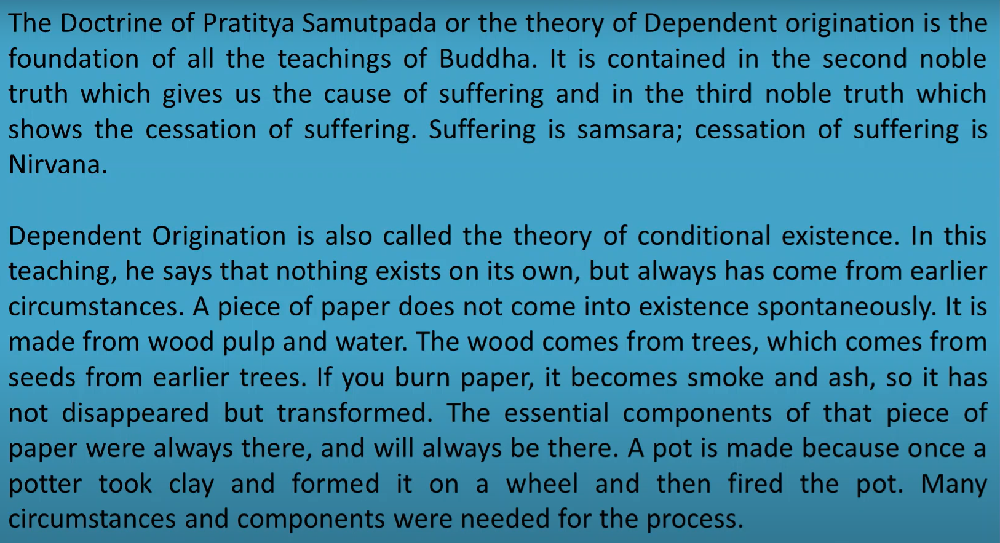 The Doctrine of Pratitya Samutpada or the theory of Dependent origination is the
foundation of all the teachings of Buddha. It is contained in the second noble
truth which gives us the cause of suffering and in the third noble truth which
shows the cessation of suffering. Suffering is samsara; cessation of suffering is
Nirvana.
Dependent Origination is also called the theory of conditional existence. In this
teaching, he says that nothing exists on its own, but always has come from earlier
circumstances. A piece of paper does not come into existence spontaneously. It is
made from wood pulp and water. The wood comes from trees, which comes from
seeds from earlier trees. If you burn paper, it becomes smoke and ash, so it has
not disappeared but transformed. The essential components of that piece of
paper were always there, and will always be there. A pot is made because once a
potter took clay and formed it on a wheel and then fired the pot. Many
circumstances and components were needed for the process.